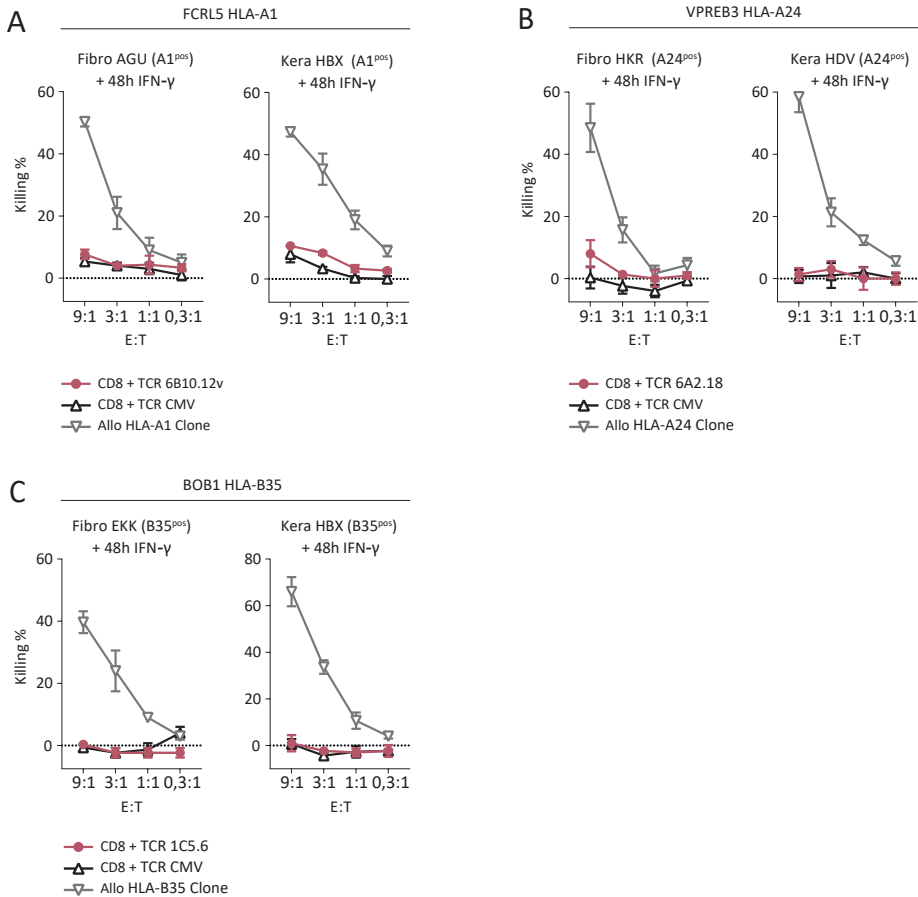 A
FCRL5 HLA-A1
Fibro AGU (A1pos)
+ 48h IFN-γ
Killing %
60
40
20
0
9:1 3:1 1:1 0,3:1
E:T
Kera HBX (A1pos)
+ 48h IFN-γ
60
40
20
0
9:1 3:1 1:1 0,3:1
E:T
CD8 + TCR 6B10.12v
CD8 + TCR CMV
Allo HLA-A1 Clone
B
VPREB3 HLA-A24
Fibro HKR (A24pos)
+ 48h IFN-γ
Killing %
60
40
20
0
9:1 3:1 1:1 0,3:1
E:T
Kera HDV (A24pos)
+ 48h IFN-γ
60
40
20
0
9:1 3:1 1:1 0,3:1
E:T
CD8 + TCR 6A2.18
CD8 + TCR CMV
Allo HLA-A24 Clone
C
BOB1 HLA-B35
Fibro EKK (B35pos)
+ 48h IFN-γ
Killing %
60
40
20
0
9:1 3:1 1:1 0,3:1
E:T
Kera HBX (B35pos)
+ 48h IFN-γ
80
60
40
20
0
9:1 3:1 1:1 0,3:1
E:T
CD8 + TCR 1C5.6
CD8 + TCR CMV
Allo HLA-B35 Clone